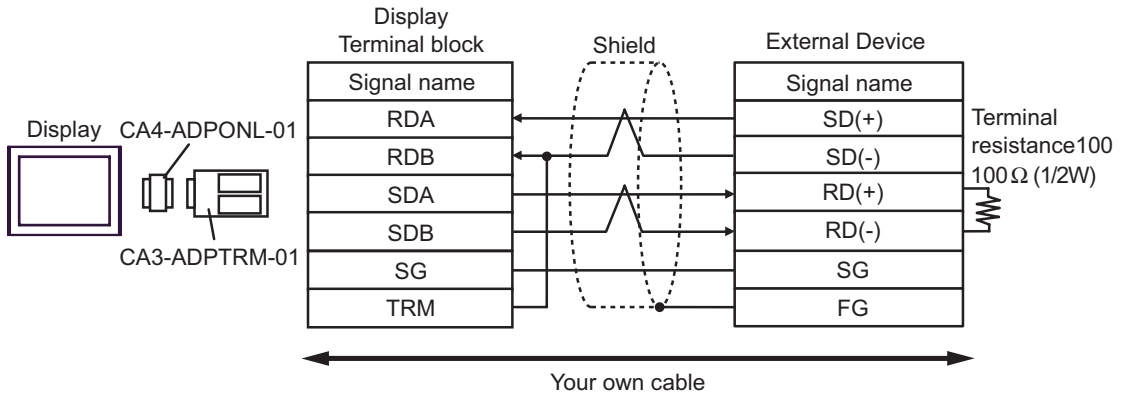 Display
Terminal block
Shield
External Device
Signal name
Signal name
RDA
SD(+)
Terminal
resistance100
100Ω (1/2W)
Display
CA4-ADPONL-01
RDB
SD(-)
SDA
RD(+)
SDB
RD(-)
CA3-ADPTRM-01
SG
SG
TRM
FG
Your own cable